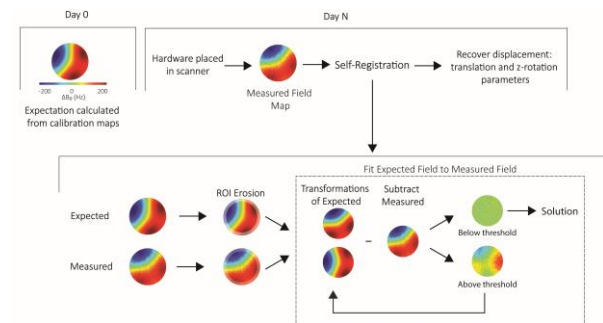 Day 0
-200 0 200
ΔB₀ (Hz)
Expectation calculated
from calibration maps
Day N
Hardware placed
in scanner
Measured Field
Map
Self-Registration
Recover displacement:
translation and z-rotation
parameters
Fit Expected Field to Measured Field
Expected
Measured
ROI Erosion
Transformations
of Expected
Subtract
Measured
Below threshold
Above threshold
Solution